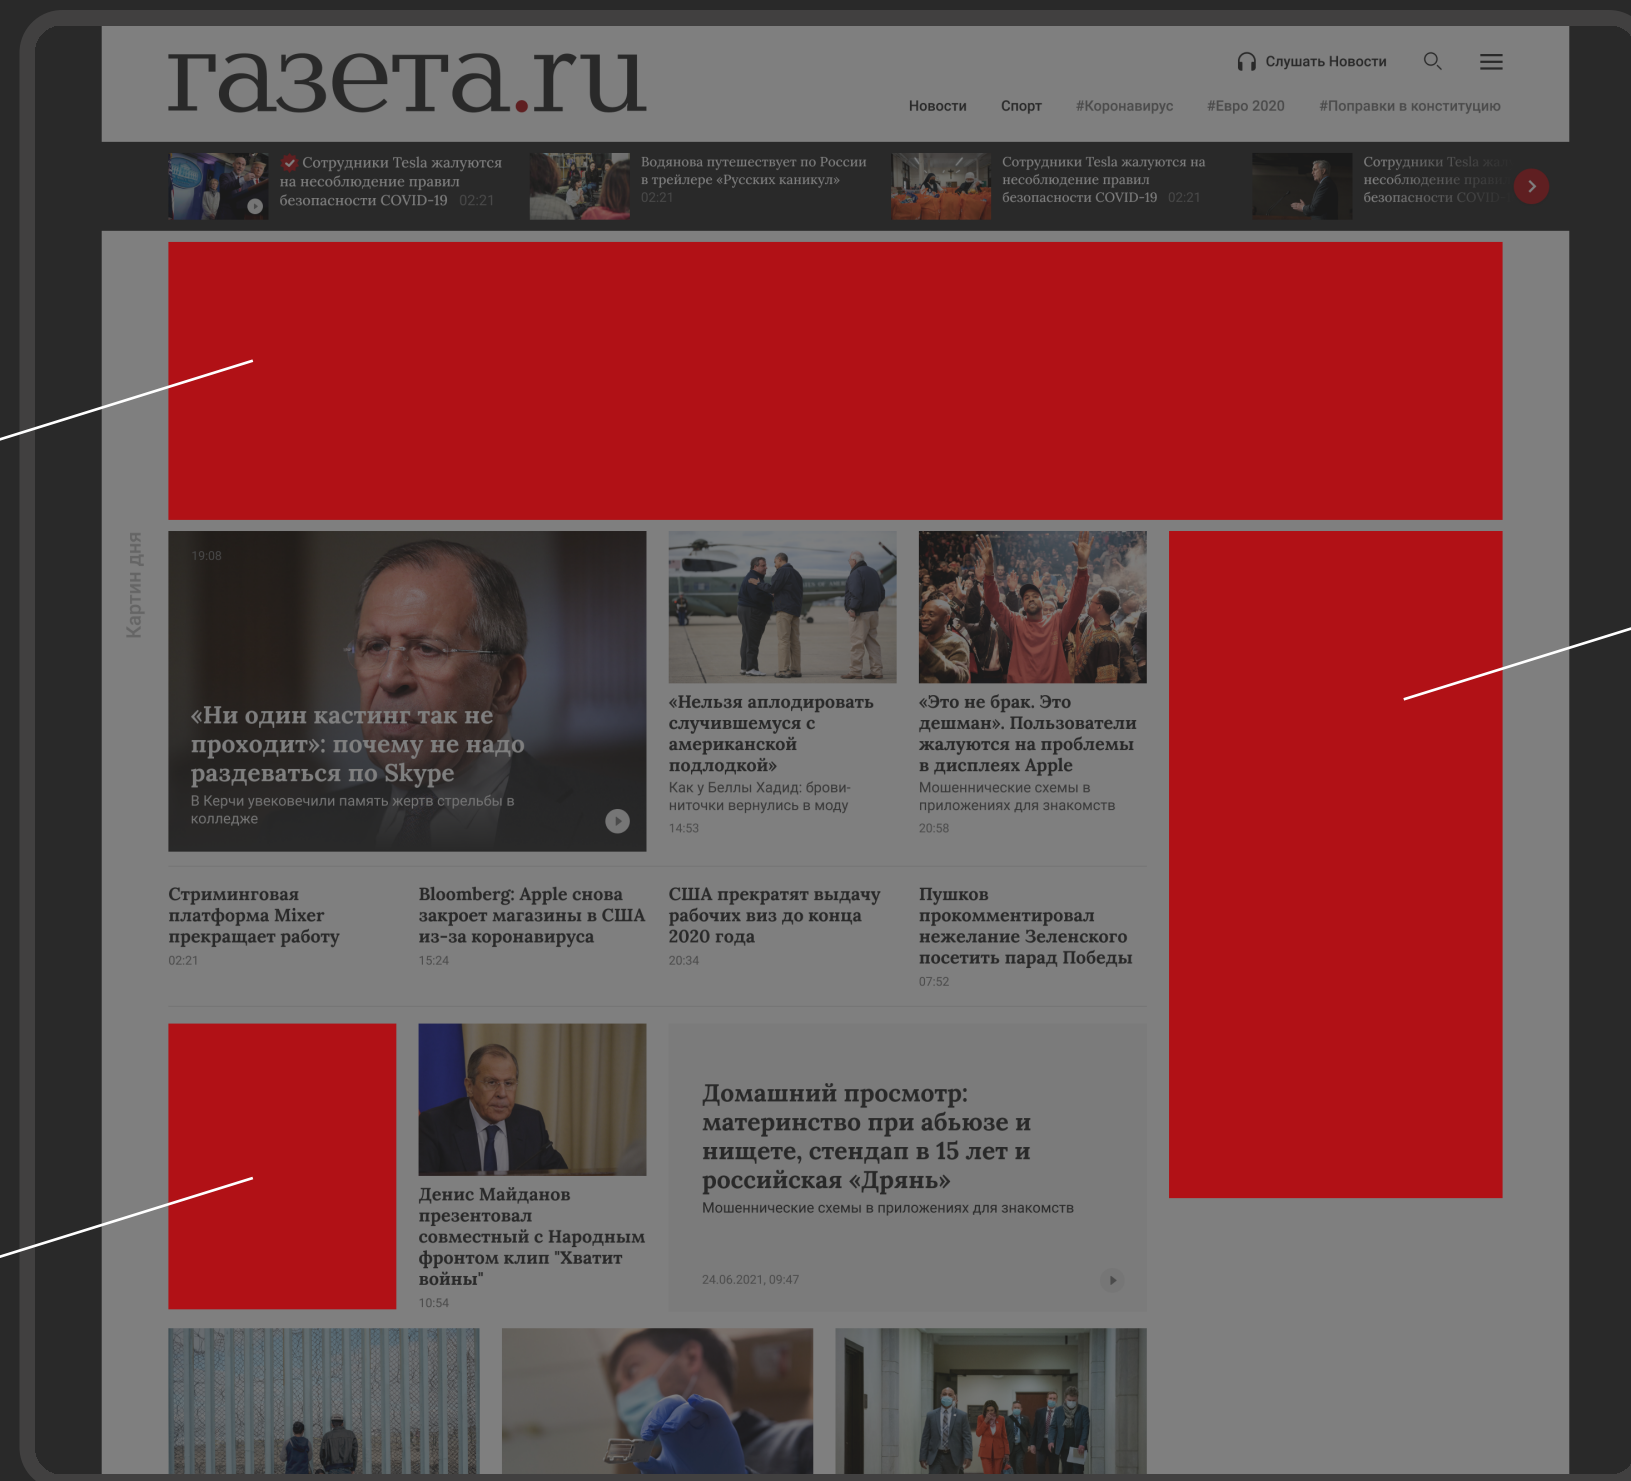 газета.ru
Слушать Новости
Новости Спорт #Коронавирус #Евро 2020 #Поправки в конституцию
Сотрудники Tesla жалуются
на несоблюдение правил
безопасности COVID-19 02:21
Водянова путешествует по России
в трейлере «Русских каникул»
02:21
Сотрудники Tesla жалуются на
несоблюдение правил
безопасности COVID-19 02:21
Сотрудники Tesla
несоблюдение
безопасности
Картин дня
19:08
«Ни один кастинг так не
проходит»: почему не надо
раздеваться по Skype
В Керчи увековечили память жертв стрельбы в
колледже
«Нельзя аплодировать
случившемуся с
американской
подлодкой»
Как у Беллы Хадид: брови-
ниточки вернулись в моду
14:53
«Это не брак. Это
дешман». Пользователи
жалуются на проблемы
в дисплеях Apple
Мошеннические схемы в
приложениях для знакомств
20:58
Стриминговая
платформа Mixer
прекращает работу
02:21
Bloomberg: Apple снова
закроет магазины в США
из-за коронавируса
15:24
США прекратят выдачу
рабочих виз до конца
2020 года
20:34
Пушков
прокомментировал
нежелание Зеленского
посетить парад Победы
07:52
Денис Майданов
презентовал
совместный с Народным
фронтом клип "Хватит
войны"
10:54
Домашний просмотр:
материнство при абьюзе и
нищете, стендап в 15 лет и
российская «Дрянь»
Мошеннические схемы в приложениях для знакомств
24.06.2021, 09:47